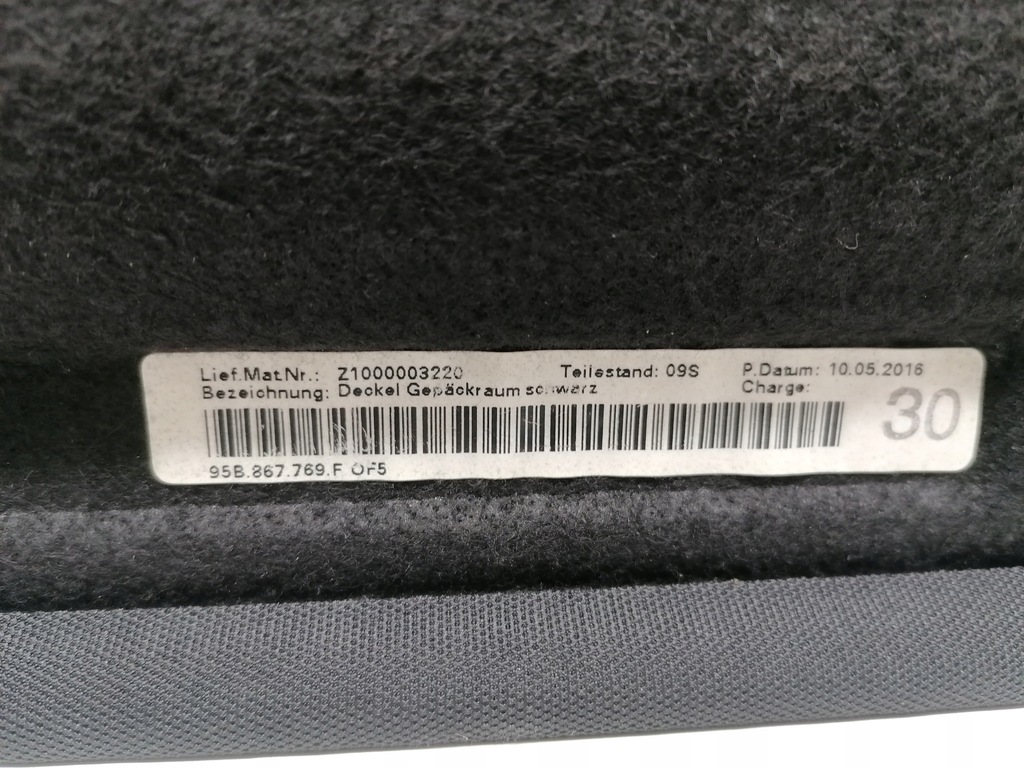 Lief.Mat.Nr.: Z1000003220 Teilestand: 09S P.Datum: 10.05.2016
Bezeichnung: Deckel Gepäckraum schwarz Charge:
30
95B.867.769.F OF5